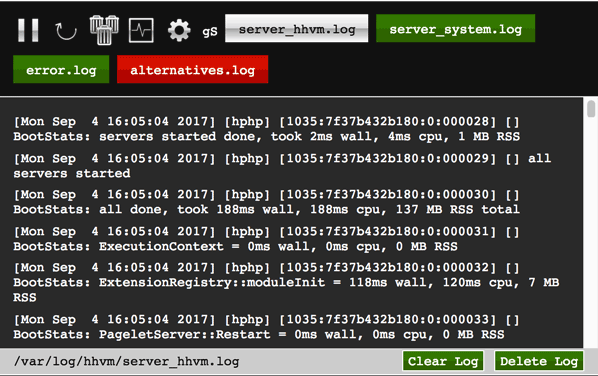 gS server_hhvm.log server_system.log
error.log alternatives.log
[Mon Sep  4 16:05:04 2017] [hphp] [1035:7f37b432b180:0:000028] []
BootStats: servers started done, took 2ms wall, 4ms cpu, 1 MB RSS
[Mon Sep  4 16:05:04 2017] [hphp] [1035:7f37b432b180:0:000029] [] all
servers started
[Mon Sep  4 16:05:04 2017] [hphp] [1035:7f37b432b180:0:000030] []
BootStats: all done, took 188ms wall, 188ms cpu, 137 MB RSS total
[Mon Sep  4 16:05:04 2017] [hphp] [1035:7f37b432b180:0:000031] []
BootStats: ExecutionContext = 0ms wall, 0ms cpu, 0 MB RSS
[Mon Sep  4 16:05:04 2017] [hphp] [1035:7f37b432b180:0:000032] []
BootStats: ExtensionRegistry::moduleInit = 118ms wall, 120ms cpu, 7 MB
RSS
[Mon Sep  4 16:05:04 2017] [hphp] [1035:7f37b432b180:0:000033] []
BootStats: PageletServer::Restart = 0ms wall, 0ms cpu, 0 MB RSS
/var/log/hhvm/server_hhvm.log Clear Log Delete Log